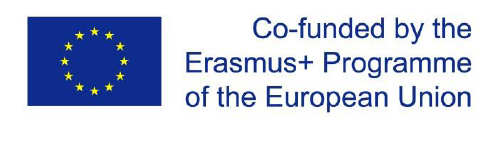 Co-funded by the
Erasmus+ Programme
of the European Union